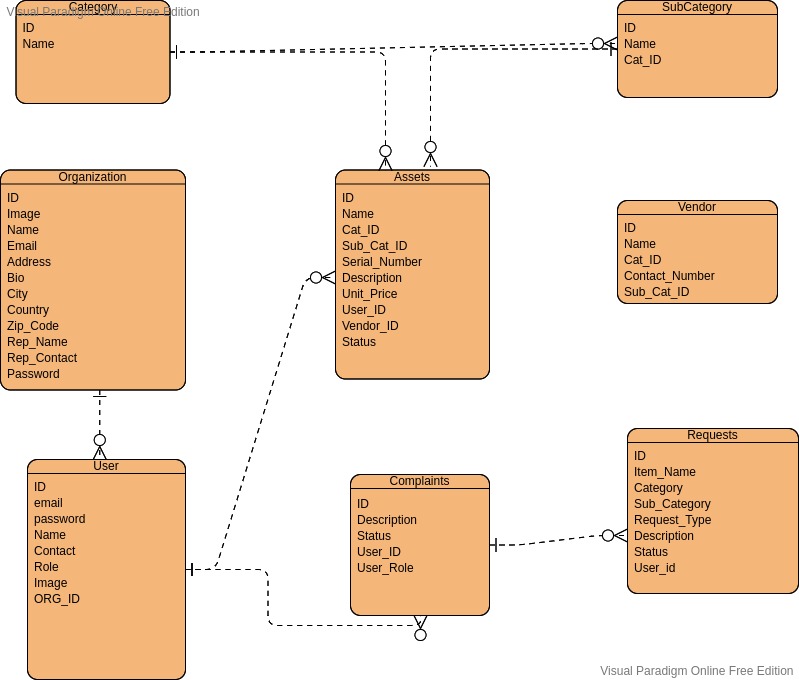 Visual Paradigm Online Free Edition
Category
ID
Name
SubCategory
ID
Name
Cat_ID
Organization
ID
Image
Name
Email
Address
Bio
City
Country
Zip_Code
Rep_Name
Rep_Contact
Password
Assets
ID
Name
Cat_ID
Sub_Cat_ID
Serial_Number
Description
Unit_Price
User_ID
Vendor_ID
Status
Vendor
ID
Name
Cat_ID
Contact_Number
Sub_Cat_ID
User
ID
email
password
Name
Contact
Role
Image
ORG_ID
Complaints
ID
Description
Status
User_ID
User_Role
Requests
ID
Item_Name
Category
Sub_Category
Request_Type
Description
Status
User_id
Visual Paradigm Online Free Edition